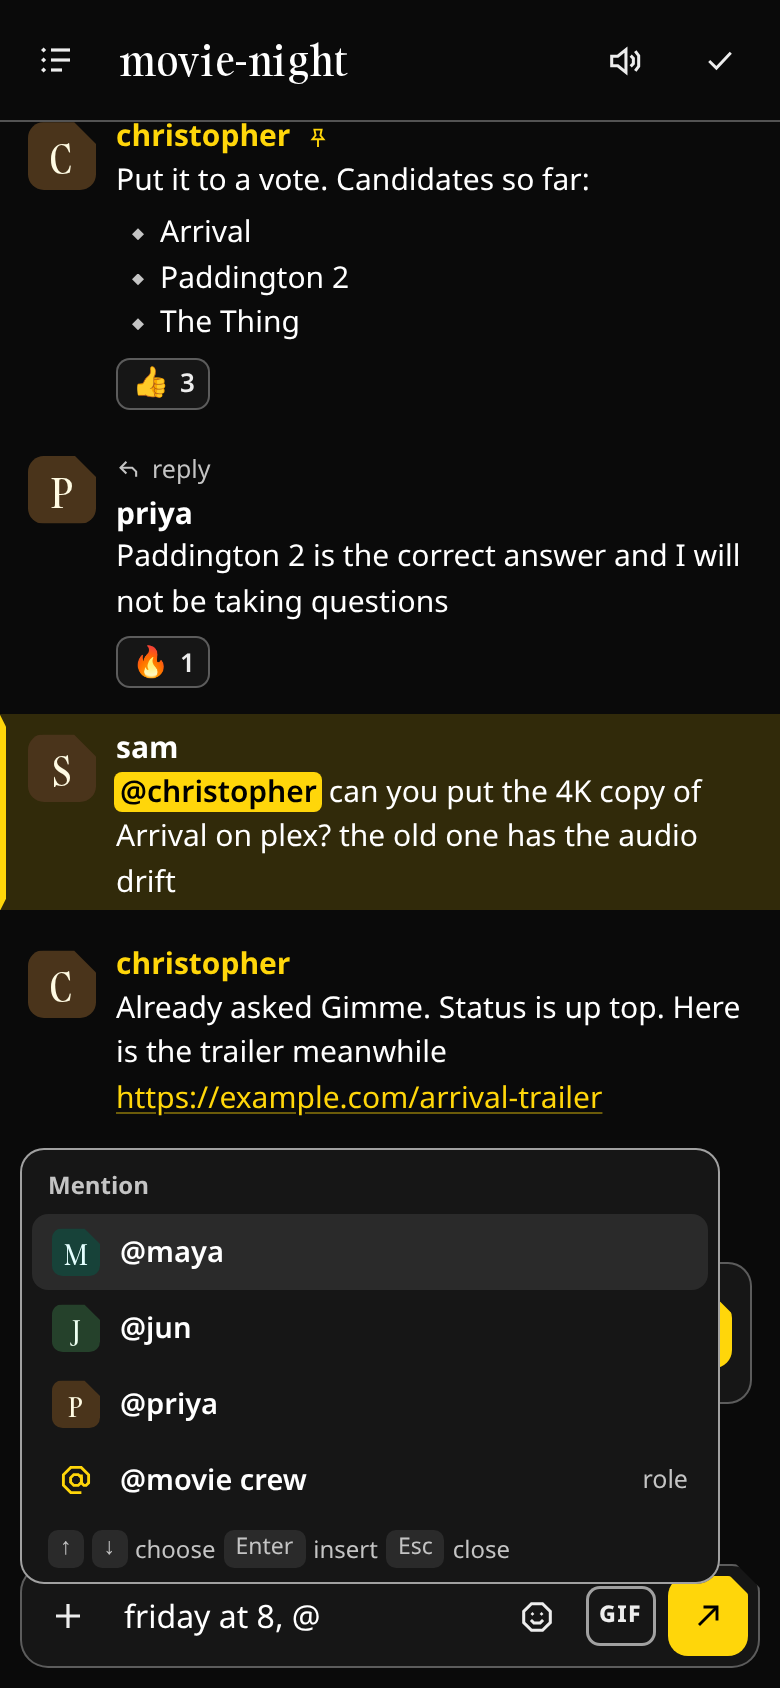 movie-night
C
christopher
Put it to a vote. Candidates so far:
Arrival
Paddington 2
The Thing
👍 3
P
reply
priya
Paddington 2 is the correct answer and I will
not be taking questions
🔥 1
S
sam
@christopher can you put the 4K copy of
Arrival on plex? the old one has the audio
drift
C
christopher
Already asked Gimme. Status is up top. Here
is the trailer meanwhile
https://example.com/arrival-trailer
Mention
M @maya
J @jun
P @priya
@ @movie crew role
↑ ↓ choose Enter insert Esc close
+ friday at 8, @ GIF